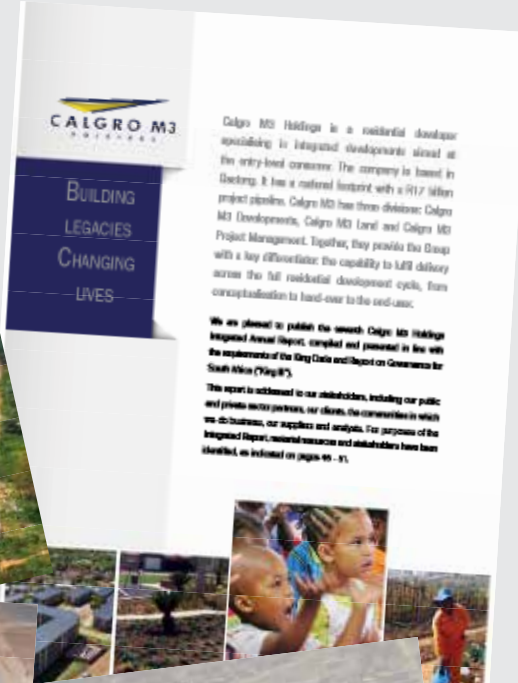 CALGRO M3
HOLDINGS
BUILDING
LEGACIES
CHANGING
LIVES
Calgro M3 Holdings is a residential developer
specialising in integrated developments aimed at
the entry-level consumer. The company is based in
Gauteng. It has a national footprint with a R17 billion
project pipeline. Calgro M3 has three divisions: Calgro
M3 Developments, Calgro M3 Land and Calgro M3
Project Management. Together, they provide the Group
with a key differentiator: the capability to fulfil delivery
across the full residential development cycle, from
conceptualisation to hand-over to the end-user.
We are pleased to publish the seventh Calgro M3 Holdings
Integrated Annual Report, compiled and presented in line with
the requirements of the King Code and Report on Governance for
South Africa ("King III").
This report is addressed to our stakeholders, including our public
and private sector partners, our clients, the communities in which
we do business, our suppliers and analysts. For purposes of the
Integrated Report, material resources and stakeholders have been
identified, as indicated on pages